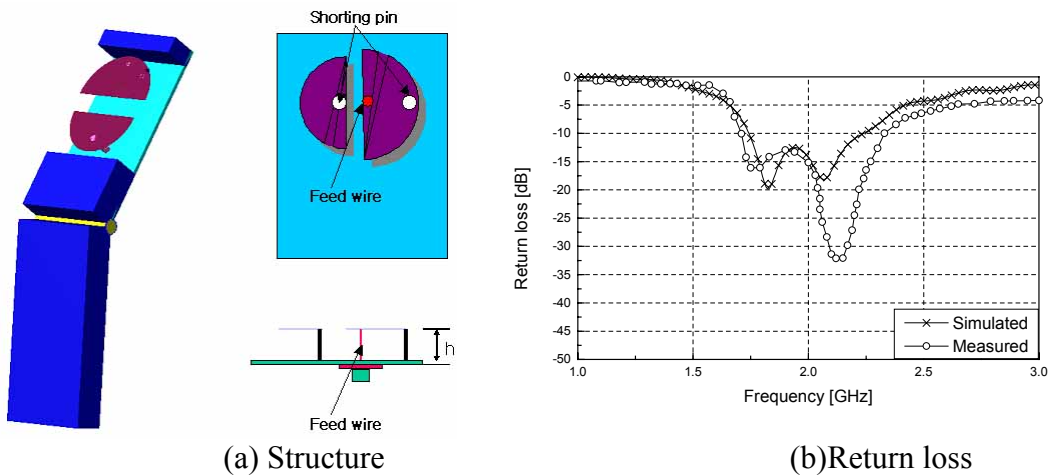 Shorting pin
Feed wire
h
Feed wire
(a) Structure
0
-5
-10
-15
-20
-25
-30
-35
-40
-45
-50
Return loss [dB]
1.0
1.5
2.0
2.5
3.0
Frequency [GHz]
Simulated
Measured
(b)Return loss